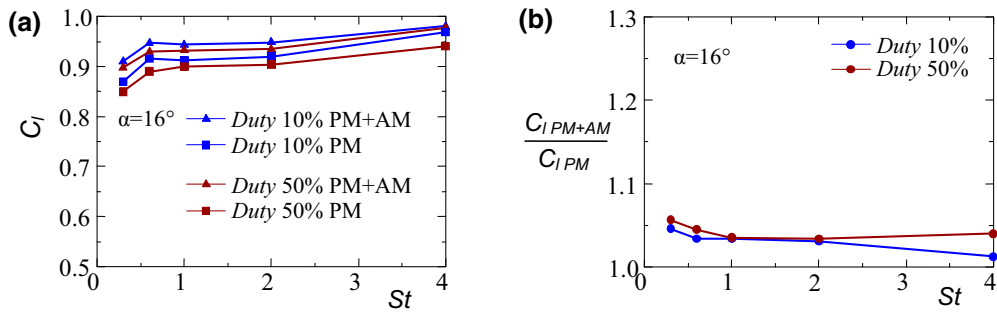 (a)
1.0
0.9
0.8
0.7
0.6
0.5
C_l
α=16°
Duty 10% PM+AM
Duty 10% PM
Duty 50% PM+AM
Duty 50% PM
0 1 2 3 4
St
(b)
1.3
1.2
1.1
1.0
C_l PM+AM
C_l PM
α=16°
Duty 10%
Duty 50%
0 1 2 3 4
St